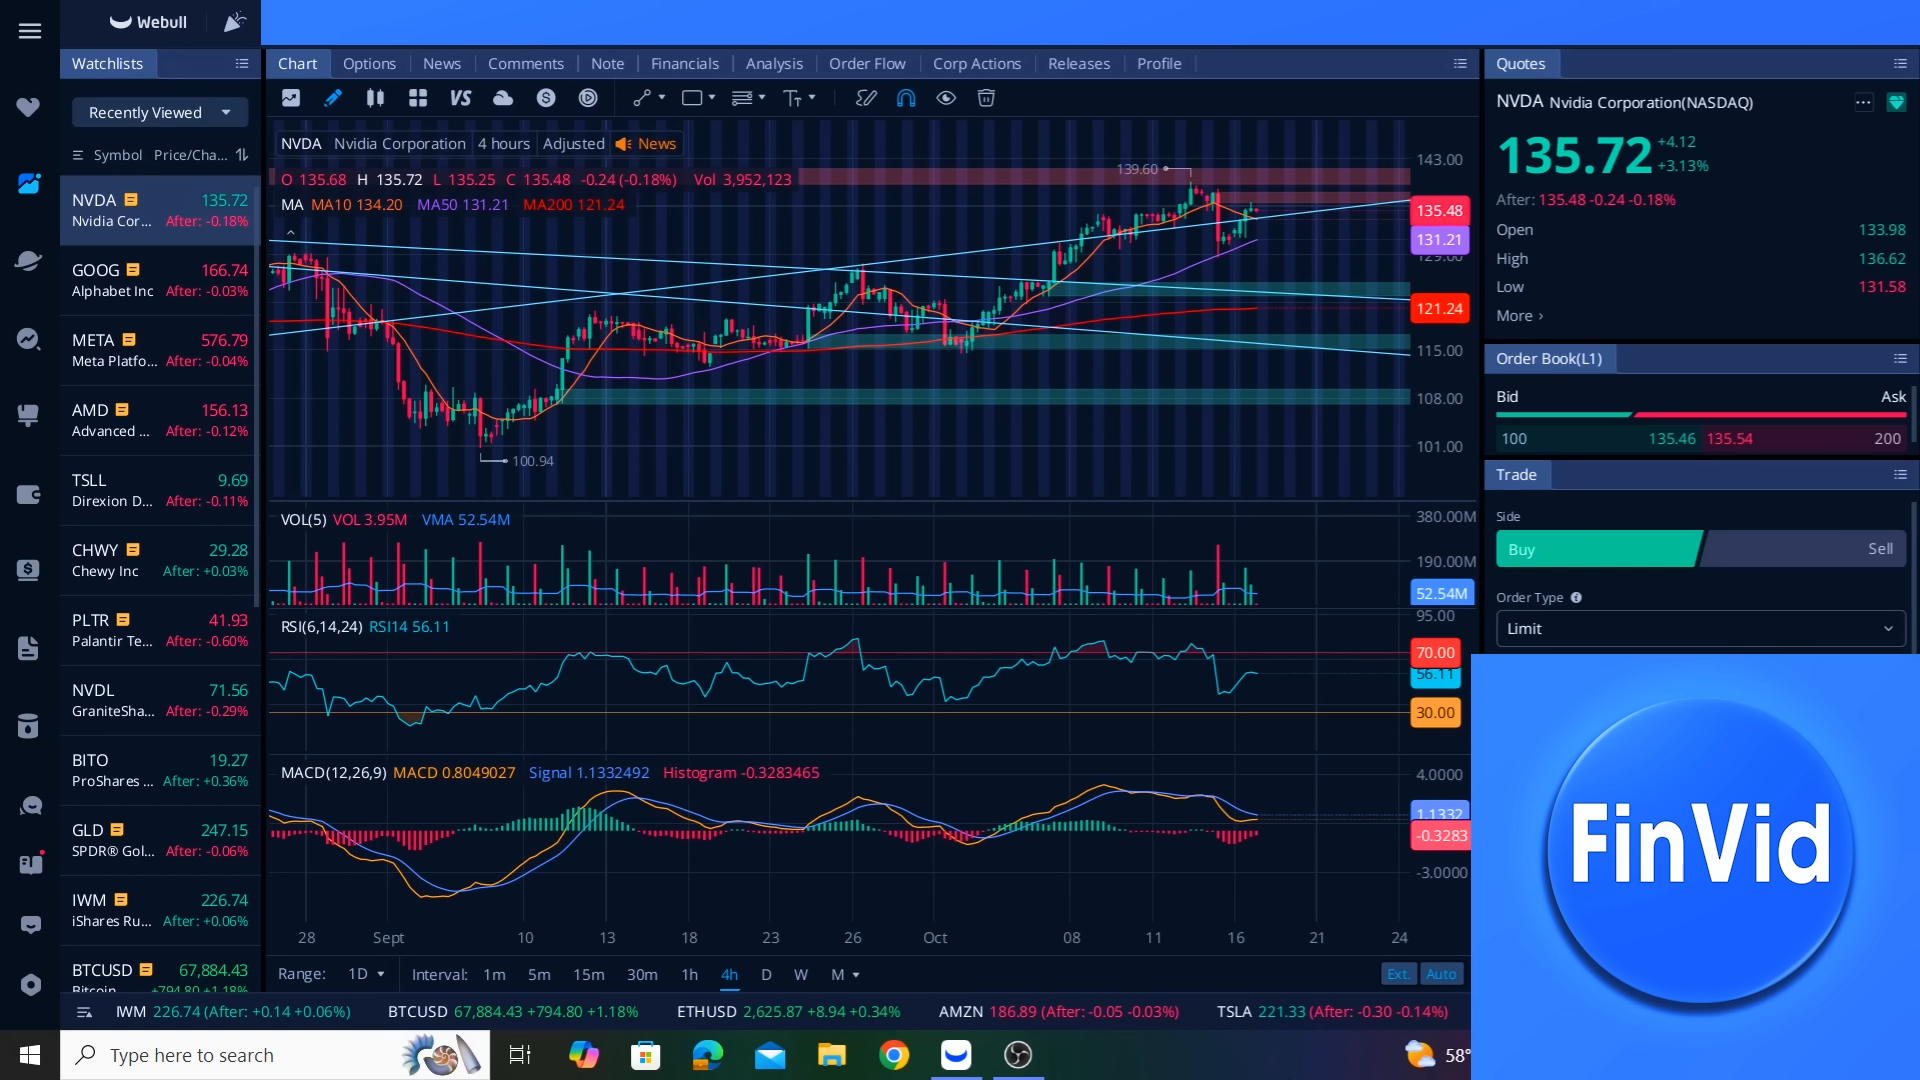 Webull
Watchlists
Chart Options News Comments Note Financials Analysis Order Flow Corp Actions Releases Profile
Quotes
Recently Viewed
VS
Symbol Price/Cha...
NVDA 135.72
Nvidia Cor... After: -0.18%
GOOG 166.74
Alphabet Inc After: -0.03%
META 576.79
Meta Platfo... After: -0.04%
AMD 156.13
Advanced ... After: -0.12%
TSLL 9.69
Direxion D... After: -0.11%
CHWY 29.28
Chewy Inc After: +0.03%
PLTR 41.93
Palantir Te... After: -0.60%
NVDL 71.56
GraniteSha... After: -0.29%
BITO 19.27
ProShares ... After: +0.36%
GLD 247.15
SPDR® Gol... After: -0.06%
IWM 226.74
iShares Ru... After: +0.06%
BTCUSD 67,884.43
Bitcoin +794.80 +1.18%
NVDA Nvidia Corporation 4 hours Adjusted News
O 135.68 H 135.72 L 135.25 C 135.48 -0.24 (-0.18%) Vol 3,952,123
MA MA10 134.20 MA50 131.21 MA200 121.24
139.60
100.94
143.00
135.48
131.21
129.00
121.24
115.00
108.00
101.00
VOL(5) VOL 3.95M VMA 52.54M
380.00M
190.00M
52.54M
RSI(6,14,24) RSI14 56.11
95.00
70.00
56.11
30.00
MACD(12,26,9) MACD 0.8049027 Signal 1.1332492 Histogram -0.3283465
4.0000
1.1332
-0.3283
-3.0000
28 Sept 10 13 18 23 26 Oct 08 11 16 21 24
Range: 1D Interval: 1m 5m 15m 30m 1h 4h D W M Ext. Auto
NVDA Nvidia Corporation(NASDAQ)
135.72 +4.12
+3.13%
After: 135.48 -0.24 -0.18%
Open 133.98
High 136.62
Low 131.58
More ›
Order Book(L1)
Bid Ask
100 135.46 135.54 200
Trade
Side
Buy Sell
Order Type
Limit
FinVid
IWM 226.74 (After: +0.14 +0.06%) BTCUSD 67,884.43 +794.80 +1.18% ETHUSD 2,625.87 +8.94 +0.34% AMZN 186.89 (After: -0.05 -0.03%) TSLA 221.33 (After: -0.30 -0.14%)
Type here to search
58°